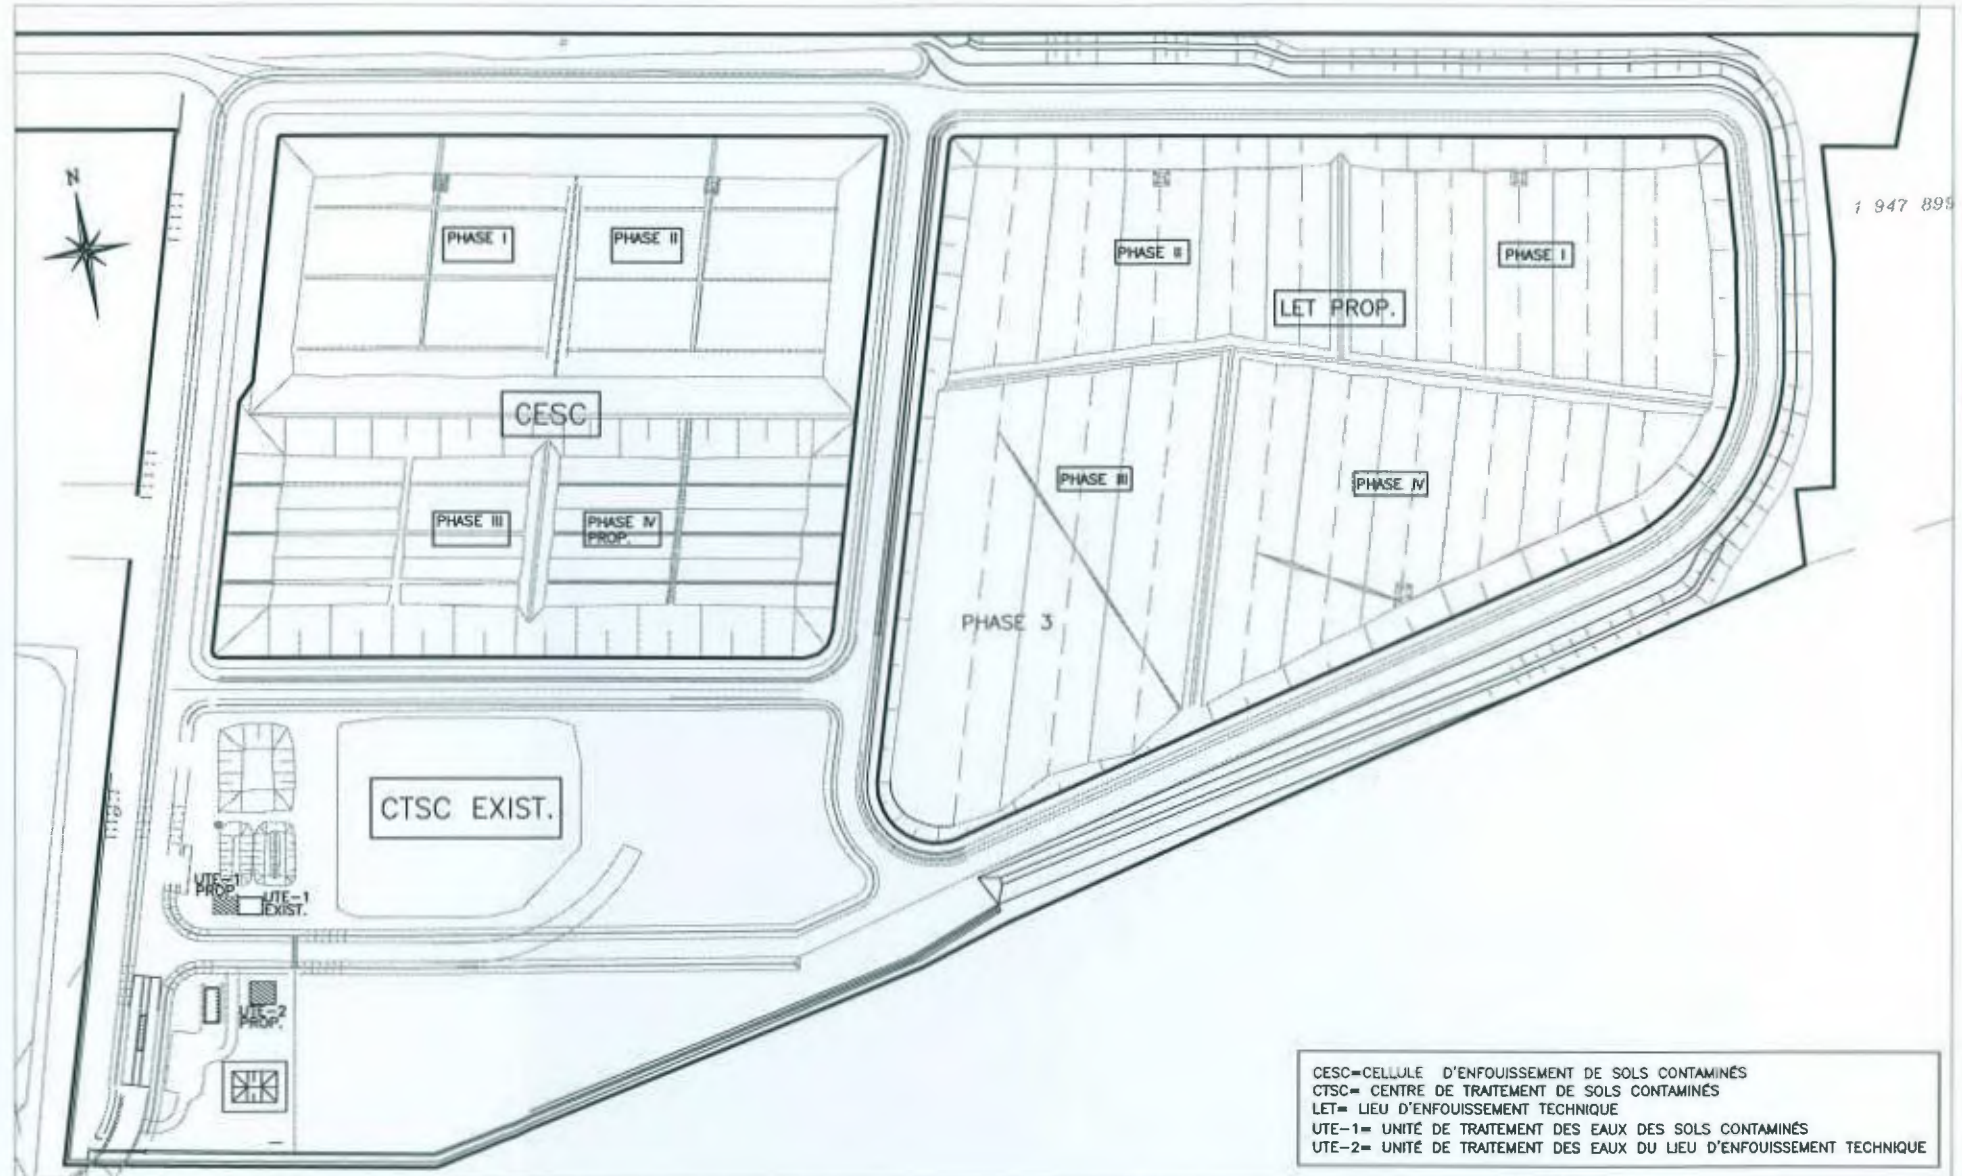 N
1 947 899
PHASE I
PHASE II
PHASE II
PHASE I
LET PROP.
CESC
PHASE III
PHASE IV
PHASE III
PHASE IV
PROP.
PHASE 3
CTSC EXIST.
UTE-1
PROP.
UTE-1
EXIST.
UTE-2
PROP.
CESC=CELLULE D'ENFOUISSEMENT DE SOLS CONTAMINÉS
CTSC= CENTRE DE TRAITEMENT DE SOLS CONTAMINÉS
LET= LIEU D'ENFOUISSEMENT TECHNIQUE
UTE-1= UNITÉ DE TRAITEMENT DES EAUX DES SOLS CONTAMINÉS
UTE-2= UNITÉ DE TRAITEMENT DES EAUX DU LIEU D'ENFOUISSEMENT TECHNIQUE